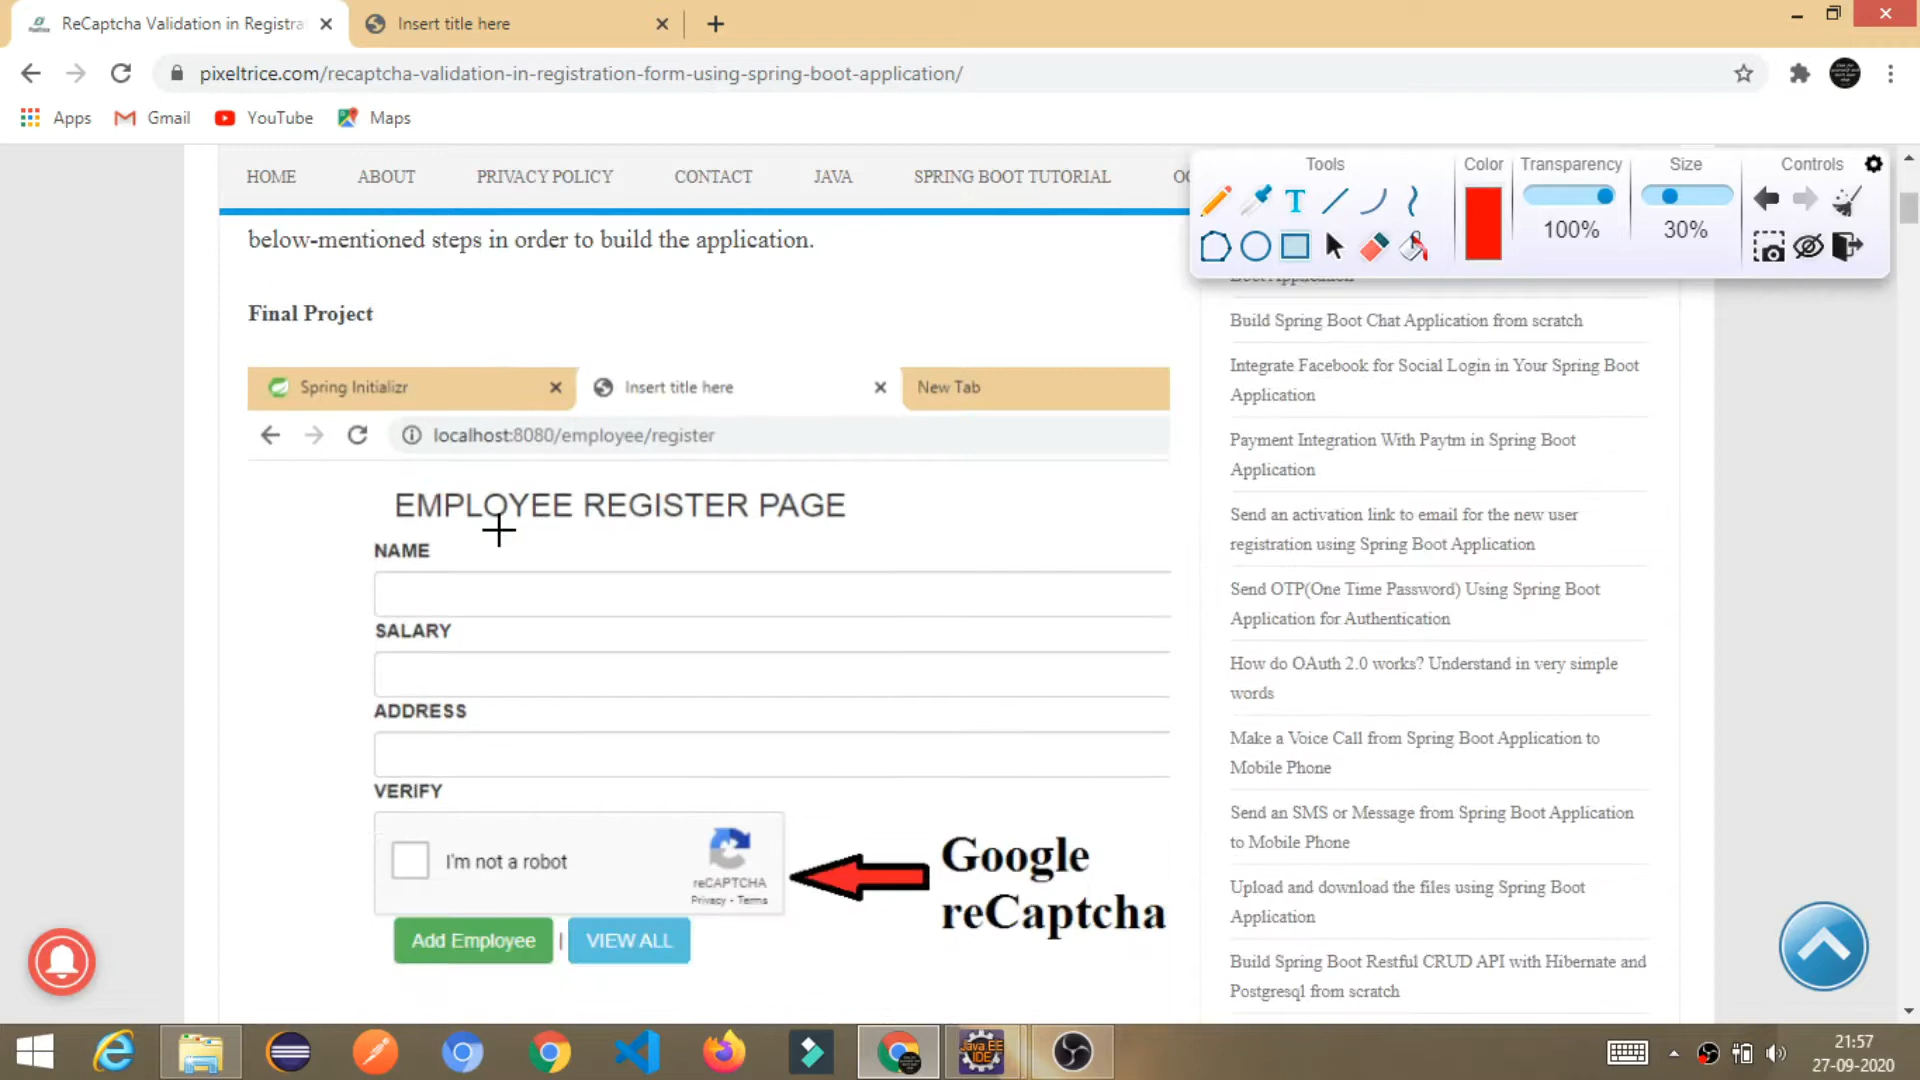 ReCaptcha Validation in Registra
Insert title here
pixeltrice.com/recaptcha-validation-in-registration-form-using-spring-boot-application/
Apps
Gmail
YouTube
Maps
HOME
ABOUT
PRIVACY POLICY
CONTACT
JAVA
SPRING BOOT TUTORIAL
Tools
Color
Transparency
Size
Controls
100%
30%
below-mentioned steps in order to build the application.
Final Project
Spring Initializr
Insert title here
New Tab
localhost:8080/employee/register
EMPLOYEE REGISTER PAGE
NAME
SALARY
ADDRESS
VERIFY
I'm not a robot
reCAPTCHA
Privacy - Terms
Google
reCaptcha
Add Employee
|
VIEW ALL
Boot Application
Build Spring Boot Chat Application from scratch
Integrate Facebook for Social Login in Your Spring Boot
Application
Payment Integration With Paytm in Spring Boot
Application
Send an activation link to email for the new user
registration using Spring Boot Application
Send OTP(One Time Password) Using Spring Boot
Application for Authentication
How do OAuth 2.0 works? Understand in very simple
words
Make a Voice Call from Spring Boot Application to
Mobile Phone
Send an SMS or Message from Spring Boot Application
to Mobile Phone
Upload and download the files using Spring Boot
Application
Build Spring Boot Restful CRUD API with Hibernate and
Postgresql from scratch
Java EE
IDE
21:57
27-09-2020